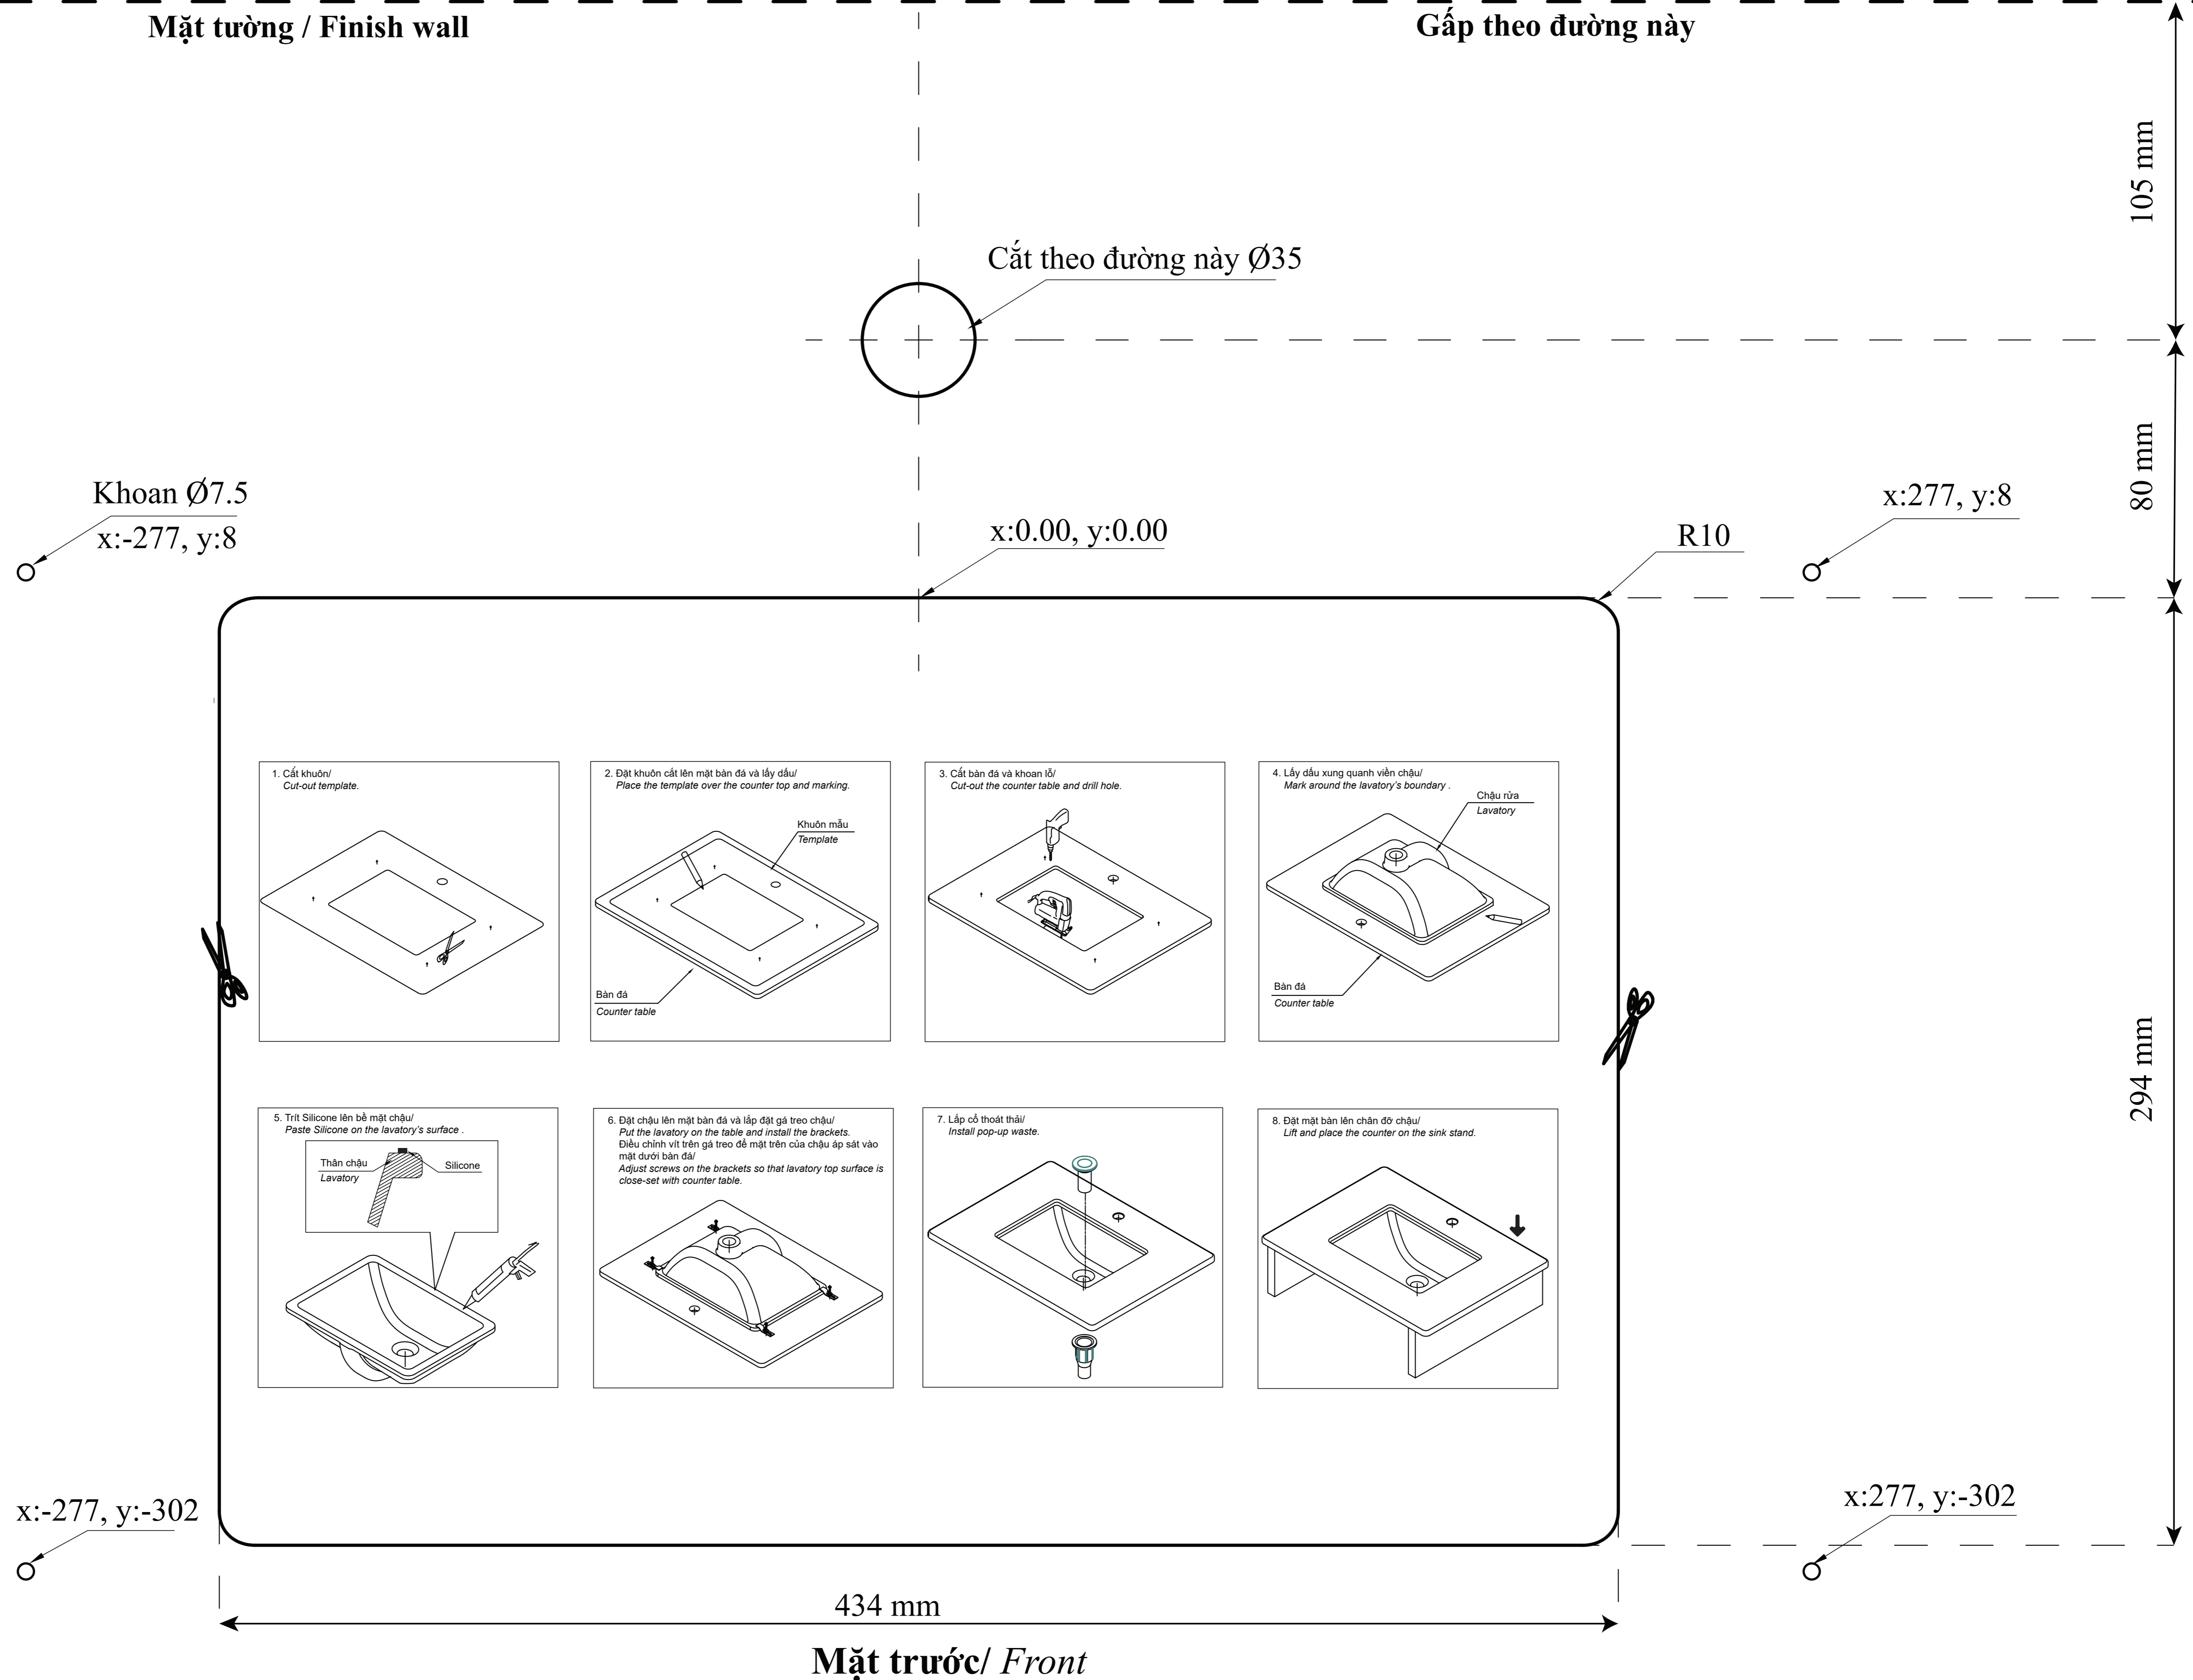 Mặt tường / Finish wall
Gấp theo đường này
105 mm
Cắt theo đường này Ø35
80 mm
Khoan Ø7.5
x:-277, y:8
x:0.00, y:0.00
x:277, y:8
R10
1. Cắt khuôn/
Cut-out template.
2. Đặt khuôn cắt lên mặt bàn đá và lấy dấu/
Place the template over the counter top and marking.
Khuôn mẫu
Template
Bàn đá
Counter table
3. Cắt bàn đá và khoan lỗ/
Cut-out the counter table and drill hole.
4. Lấy dấu xung quanh viền chậu/
Mark around the lavatory's boundary .
Chậu rửa
Lavatory
Bàn đá
Counter table
294 mm
5. Trít Silicone lên bề mặt chậu/
Paste Silicone on the lavatory's surface .
Thân chậu
Lavatory
Silicone
6. Đặt chậu lên mặt bàn đá và lắp đặt gá treo chậu/
Put the lavatory on the table and install the brackets.
Điều chỉnh vít trên gá treo để mặt trên của chậu áp sát vào
mặt dưới bàn đá/
Adjust screws on the brackets so that lavatory top surface is
close-set with counter table.
7. Lắp cổ thoát thải/
Install pop-up waste.
8. Đặt mặt bàn lên chân đỡ chậu/
Lift and place the counter on the sink stand.
x:-277, y:-302
x:277, y:-302
434 mm
Mặt trước/ Front